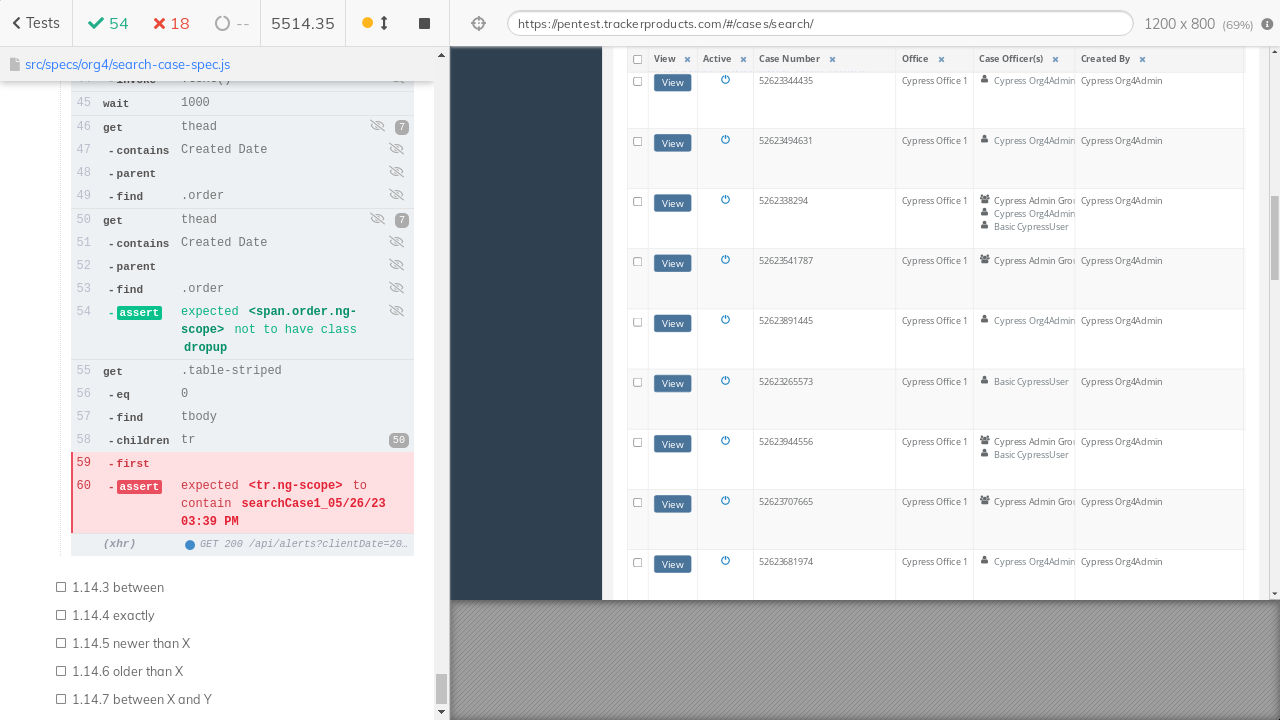 Tests
54
18
--
5514.35
https://pentest.trackerproducts.com/#/cases/search/
1200 x 800 (69%)
src/specs/org4/search-case-spec.js
45 wait 1000
46 get thead 7
47 -contains Created Date
48 -parent
49 -find .order
50 get thead 7
51 -contains Created Date
52 -parent
53 -find .order
54 -assert expected <span.order.ng-
scope> not to have class
dropup
55 get .table-striped
56 -eq 0
57 -find tbody
58 -children tr 50
59 -first
60 -assert expected <tr.ng-scope> to
contain searchCase1_05/26/23
03:39 PM
(xhr) GET 200 /api/alerts?clientDate=20…
1.14.3 between
1.14.4 exactly
1.14.5 newer than X
1.14.6 older than X
1.14.7 between X and Y
View Active Case Number Office Case Officer(s) Created By
View 52623344435 Cypress Office 1 Cypress Org4Admin Cypress Org4Admin
View 52623494631 Cypress Office 1 Cypress Org4Admin Cypress Org4Admin
View 5262338294 Cypress Office 1 Cypress Admin Grou Cypress Org4Admin
Cypress Org4Admin
Basic CypressUser
View 52623541787 Cypress Office 1 Cypress Admin Grou Cypress Org4Admin
View 52623891445 Cypress Office 1 Cypress Org4Admin Cypress Org4Admin
View 52623265573 Cypress Office 1 Basic CypressUser Cypress Org4Admin
View 52623944556 Cypress Office 1 Cypress Admin Grou Cypress Org4Admin
Basic CypressUser
View 52623707665 Cypress Office 1 Cypress Admin Grou Cypress Org4Admin
View 52623681974 Cypress Office 1 Cypress Org4Admin Cypress Org4Admin